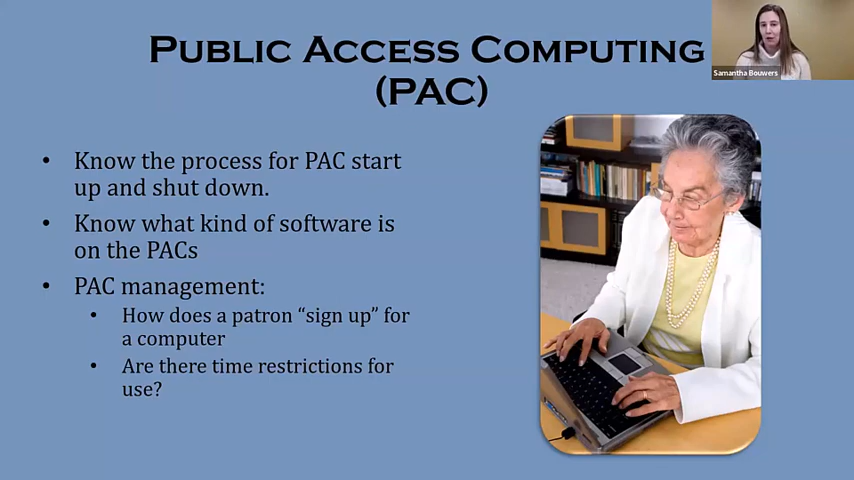 PUBLIC ACCESS COMPUTING
(PAC)
Samantha Bouwers
• Know the process for PAC start
up and shut down.
• Know what kind of software is
on the PACs
• PAC management:
• How does a patron “sign up” for
a computer
• Are there time restrictions for
use?